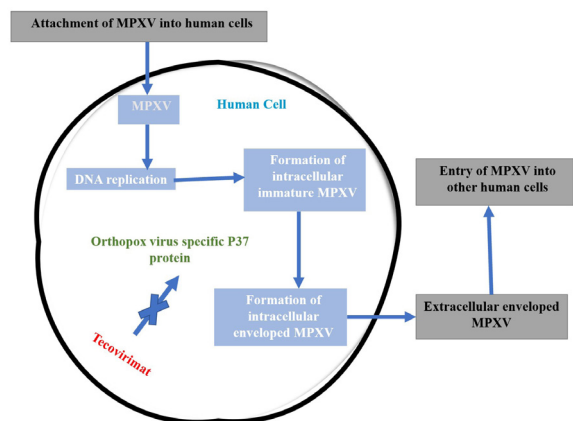 Attachment of MPXV into human cells
MPXV
Human Cell
DNA replication
Formation of
intracellular
immature MPXV
Entry of MPXV into
other human cells
Orthopox virus specific P37
protein
Formation of
intracellular
enveloped MPXV
Extracellular enveloped
MPXV
Tecovirimat